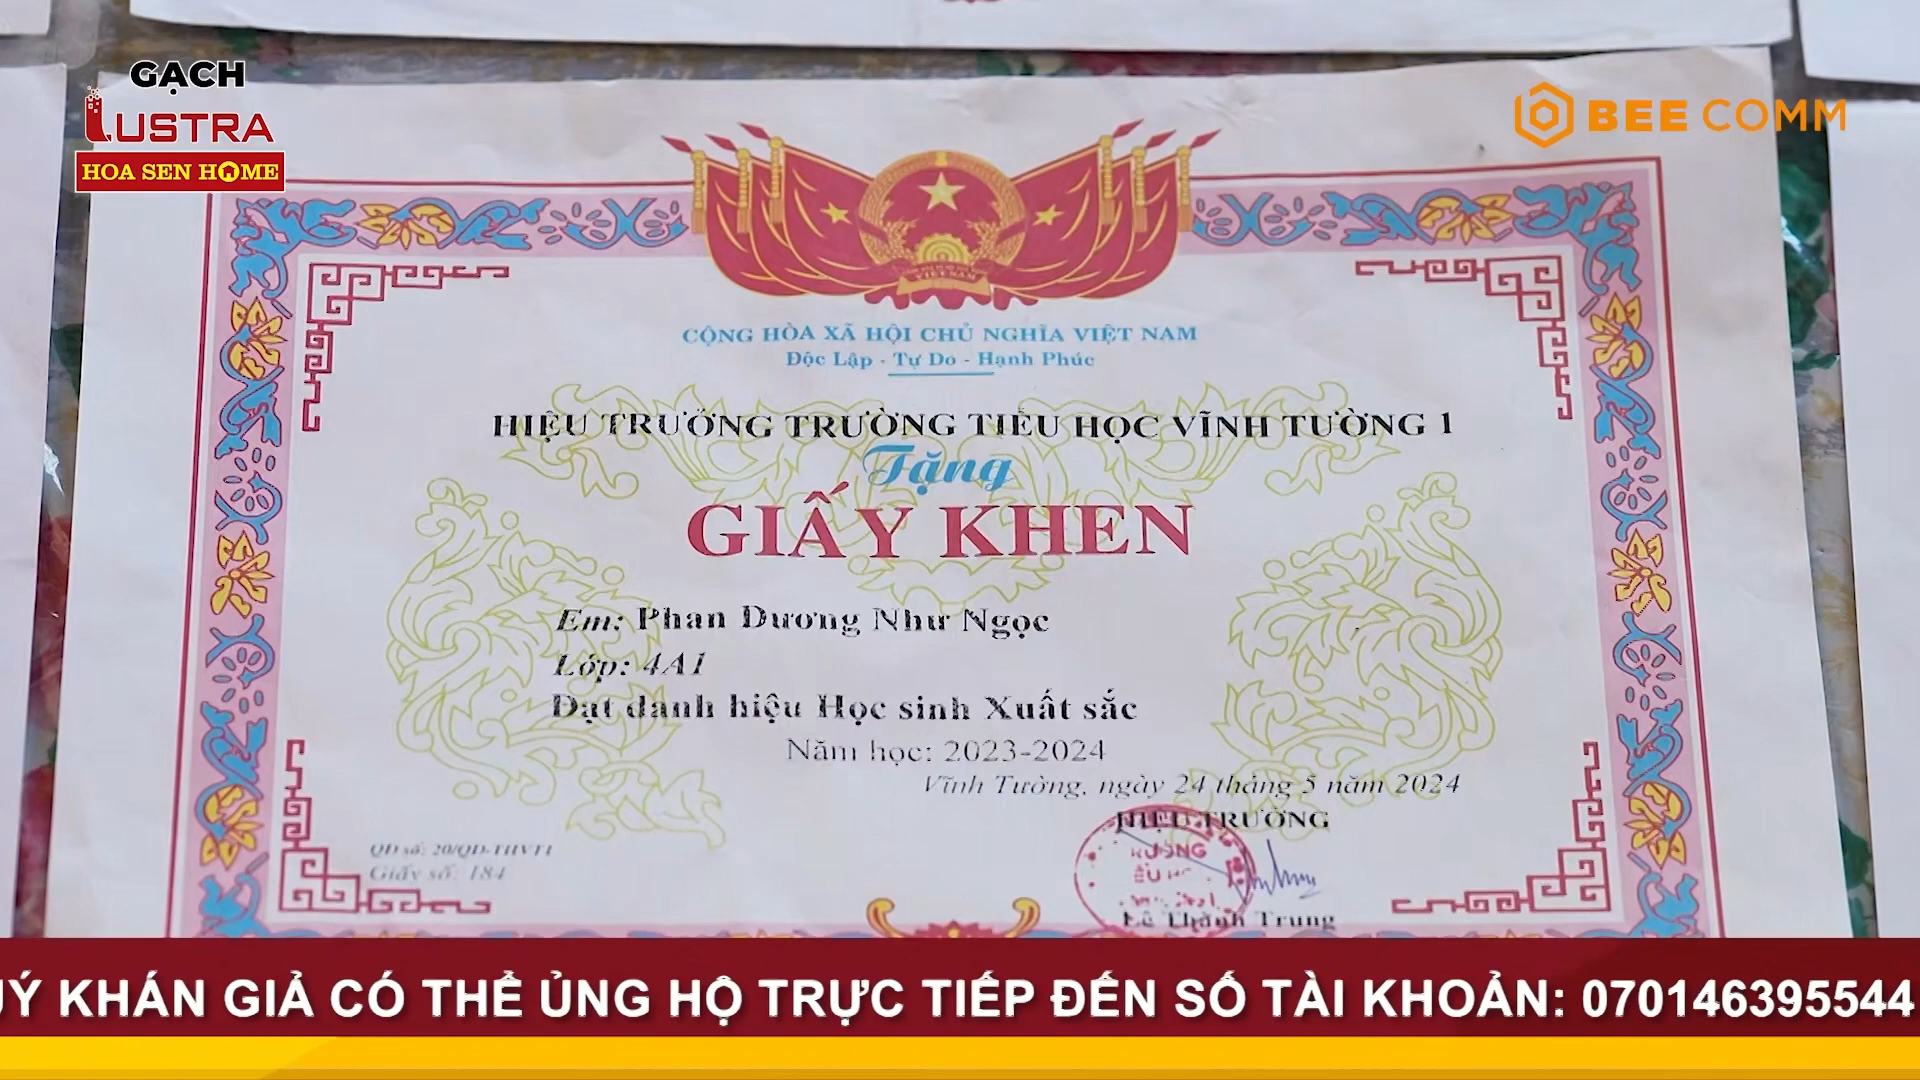 GẠCH
LUSTRA
HOA SEN HOME
BEE COMM
VIỆT NAM
CỘNG HÒA XÃ HỘI CHỦ NGHĨA VIỆT NAM
Độc Lập - Tự Do - Hạnh Phúc
HIỆU TRƯỞNG TRƯỜNG TIỂU HỌC VĨNH TƯỜNG 1
Tặng
GIẤY KHEN
Em: Phan Dương Như Ngọc
Lớp: 4A1
Đạt danh hiệu Học sinh Xuất sắc
Năm học: 2023-2024
Vĩnh Tường, ngày 24 tháng 5 năm 2024
HIỆU TRƯỞNG
QĐ số: 20/QĐ-THVT1
Giấy số: 184
Lê Thành Trung
UÝ KHÁN GIẢ CÓ THỂ ỦNG HỘ TRỰC TIẾP ĐẾN SỐ TÀI KHOẢN: 070146395544